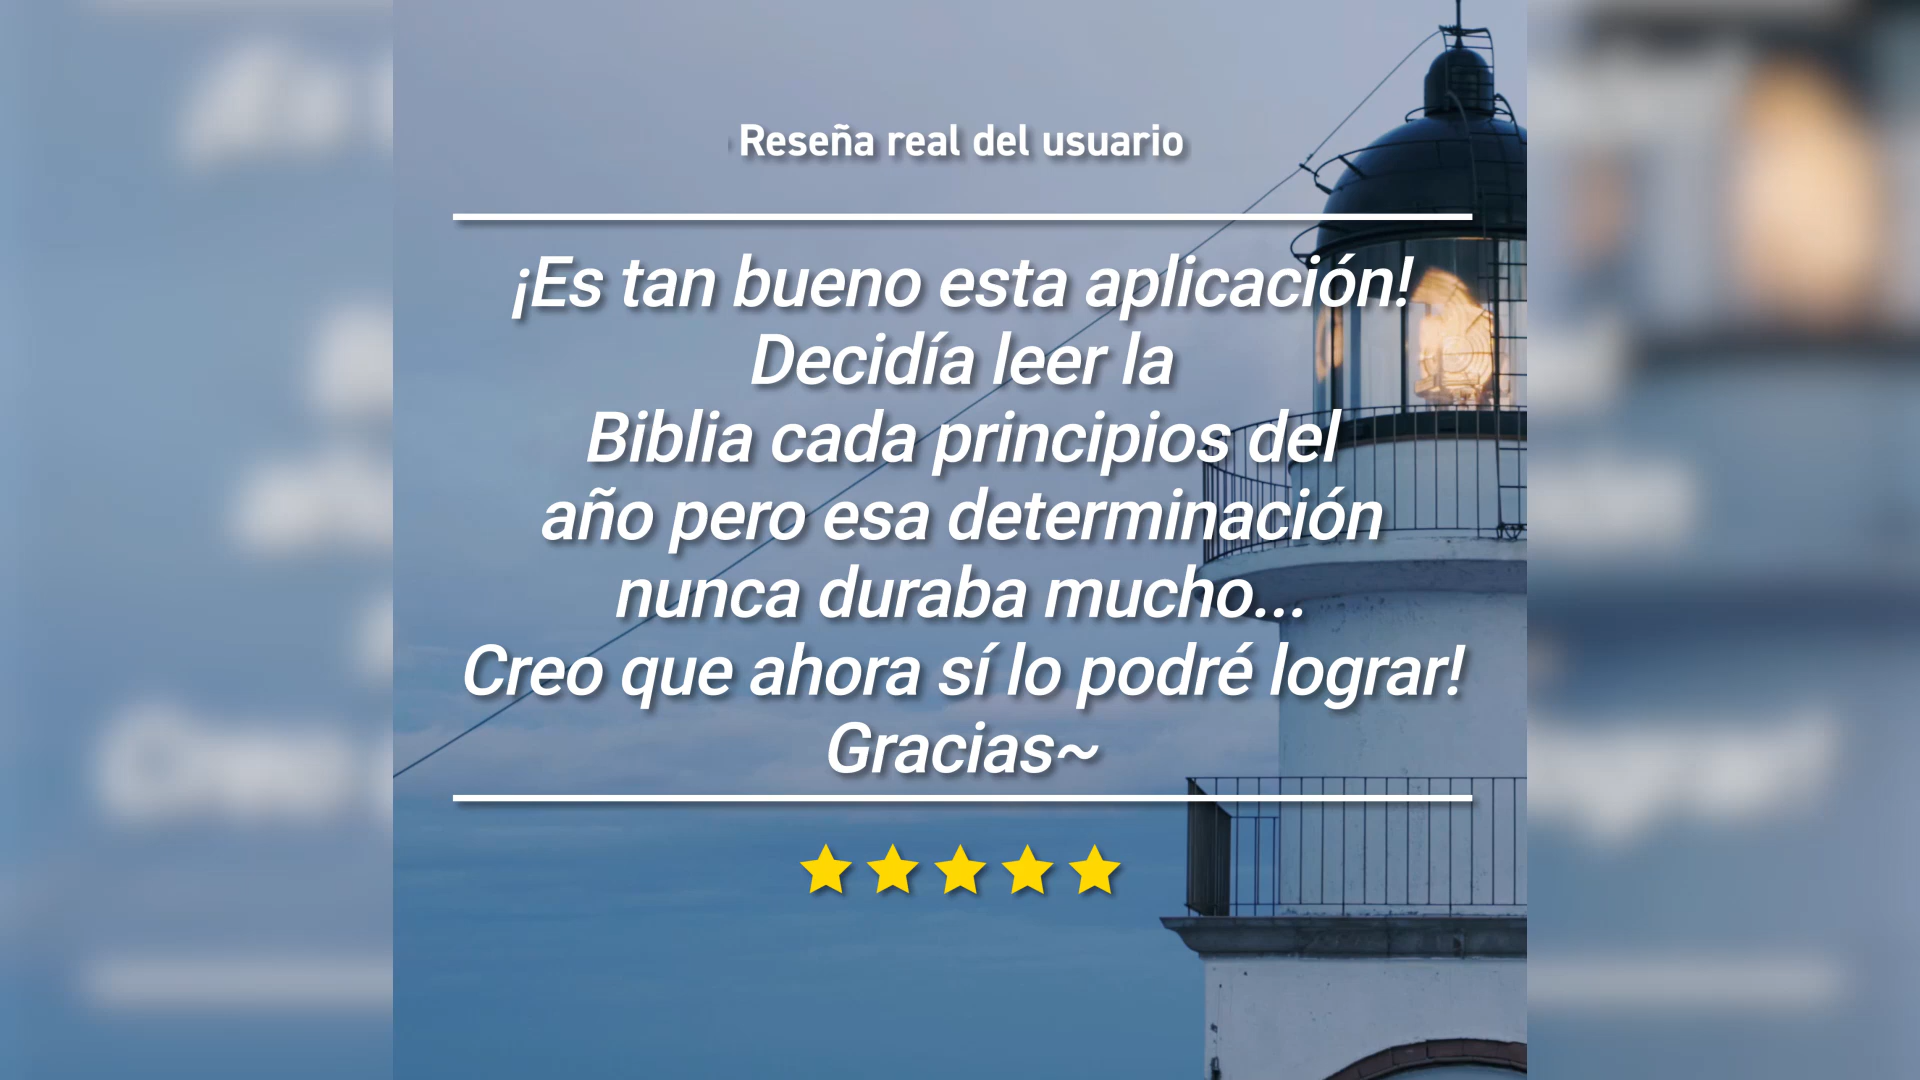 Reseña real del usuario
¡Es tan bueno esta aplicación!
Decidía leer la
Biblia cada principios del
año pero esa determinación
nunca duraba mucho...
Creo que ahora sí lo podré lograr!
Gracias~